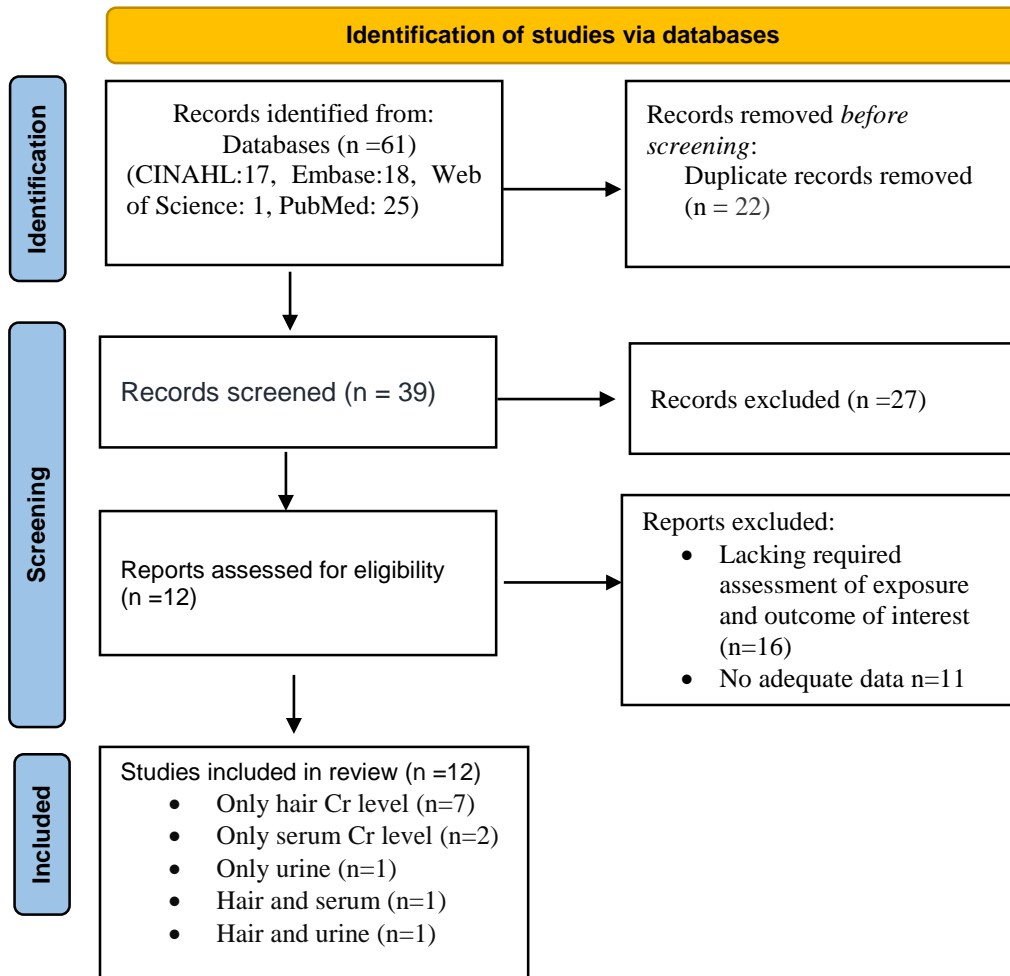 Identification of studies via databases
Identification
Records identified from:
Databases (n =61)
(CINAHL:17, Embase:18, Web
of Science: 1, PubMed: 25)
Records removed before
screening:
Duplicate records removed
(n = 22)
Screening
Records screened (n = 39)
Records excluded (n =27)
Reports assessed for eligibility
(n =12)
Reports excluded:
• Lacking required
assessment of exposure
and outcome of interest
(n=16)
• No adequate data n=11
Included
Studies included in review (n =12)
• Only hair Cr level (n=7)
• Only serum Cr level (n=2)
• Only urine (n=1)
• Hair and serum (n=1)
• Hair and urine (n=1)